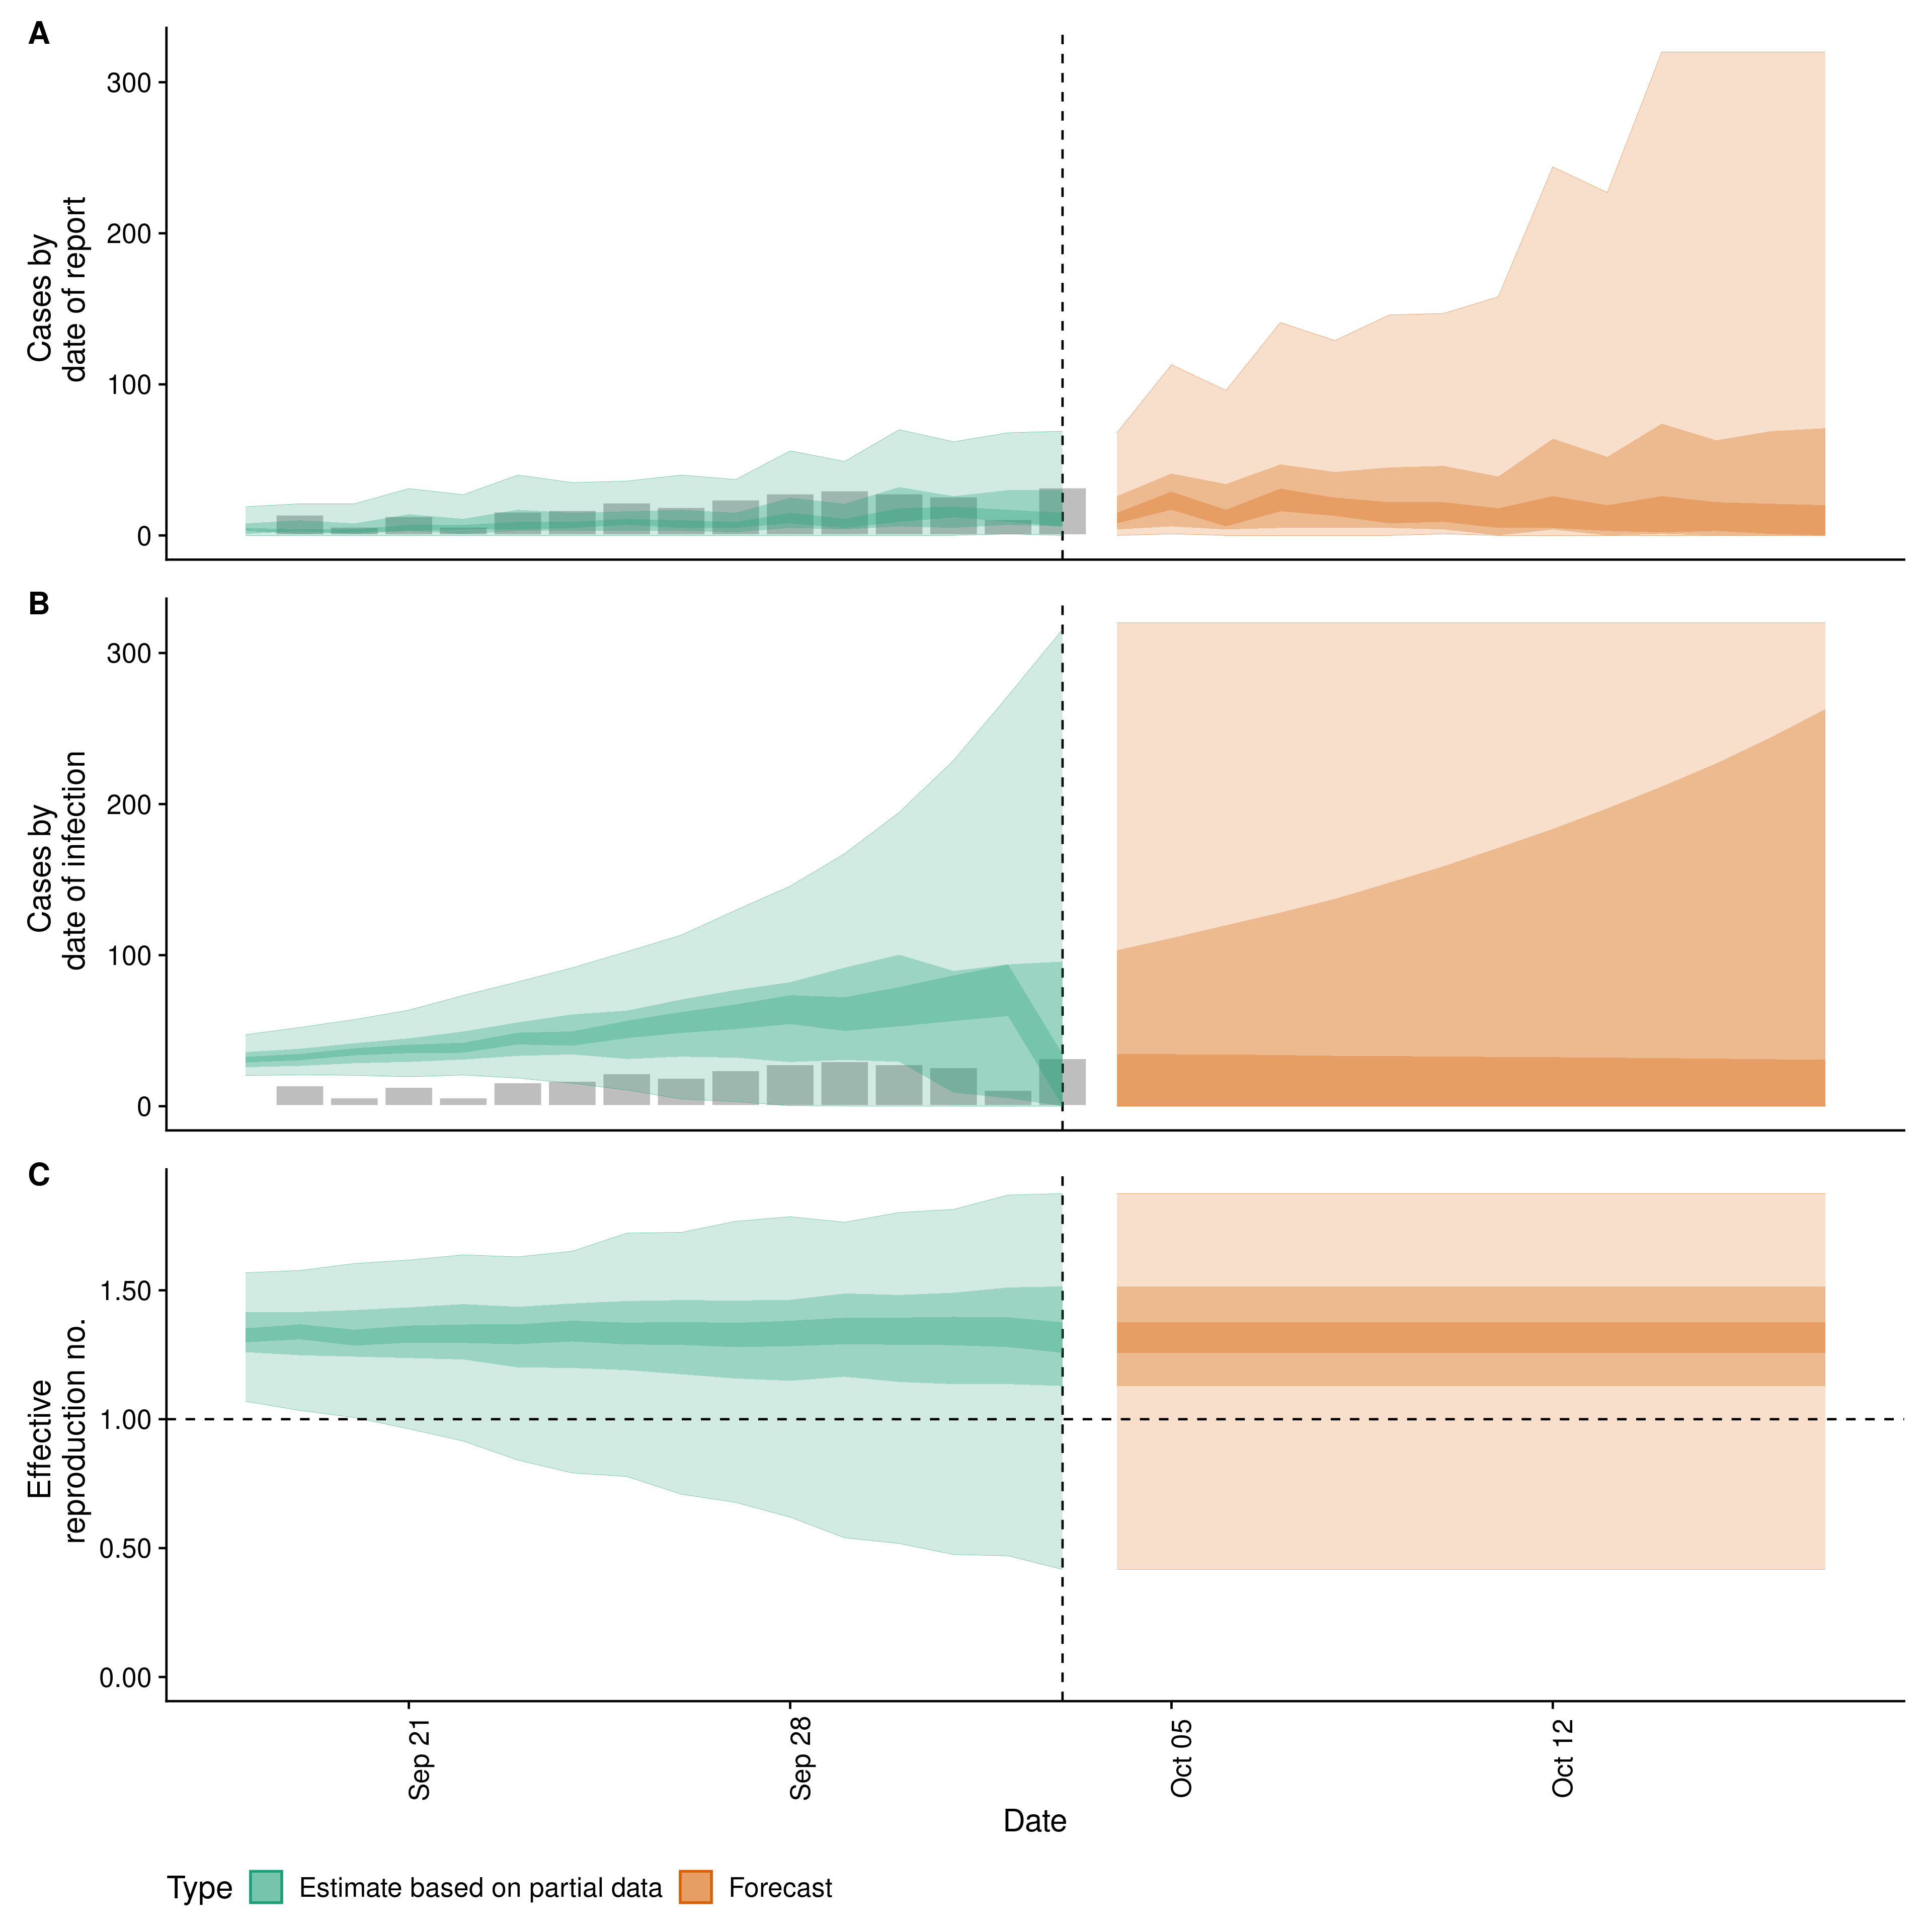 A
Cases by
date of report
300
200
100
0
B
Cases by
date of infection
300
200
100
0
C
Effective
reproduction no.
1.50
1.00
0.50
0.00
Sep 21
Sep 28
Oct 05
Oct 12
Date
Type
Estimate based on partial data
Forecast